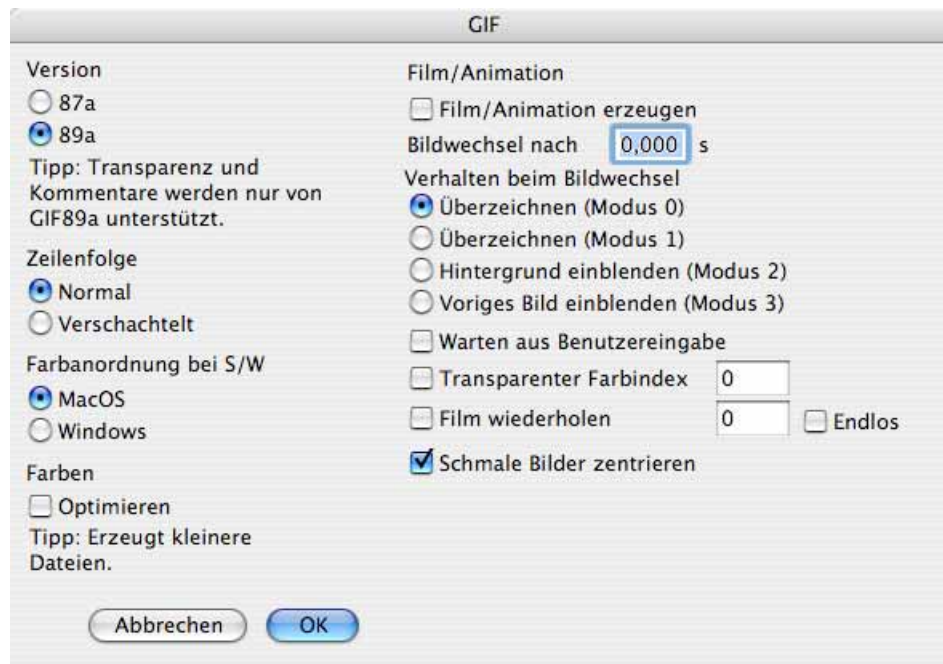 GIF
Version
87a
89a
Tipp: Transparenz und
Kommentare werden nur von
GIF89a unterstützt.
Zeilenfolge
Normal
Verschachtelt
Farbanordnung bei S/W
MacOS
Windows
Farben
Optimieren
Tipp: Erzeugt kleinere
Dateien.
Film/Animation
Film/Animation erzeugen
Bildwechsel nach 0,000 s
Verhalten beim Bildwechsel
Überzeichnen (Modus 0)
Überzeichnen (Modus 1)
Hintergrund einblenden (Modus 2)
Voriges Bild einblenden (Modus 3)
Warten aus Benutzereingabe
Transparenter Farbindex 0
Film wiederholen 0 Endlos
Schmale Bilder zentrieren
Abbrechen OK